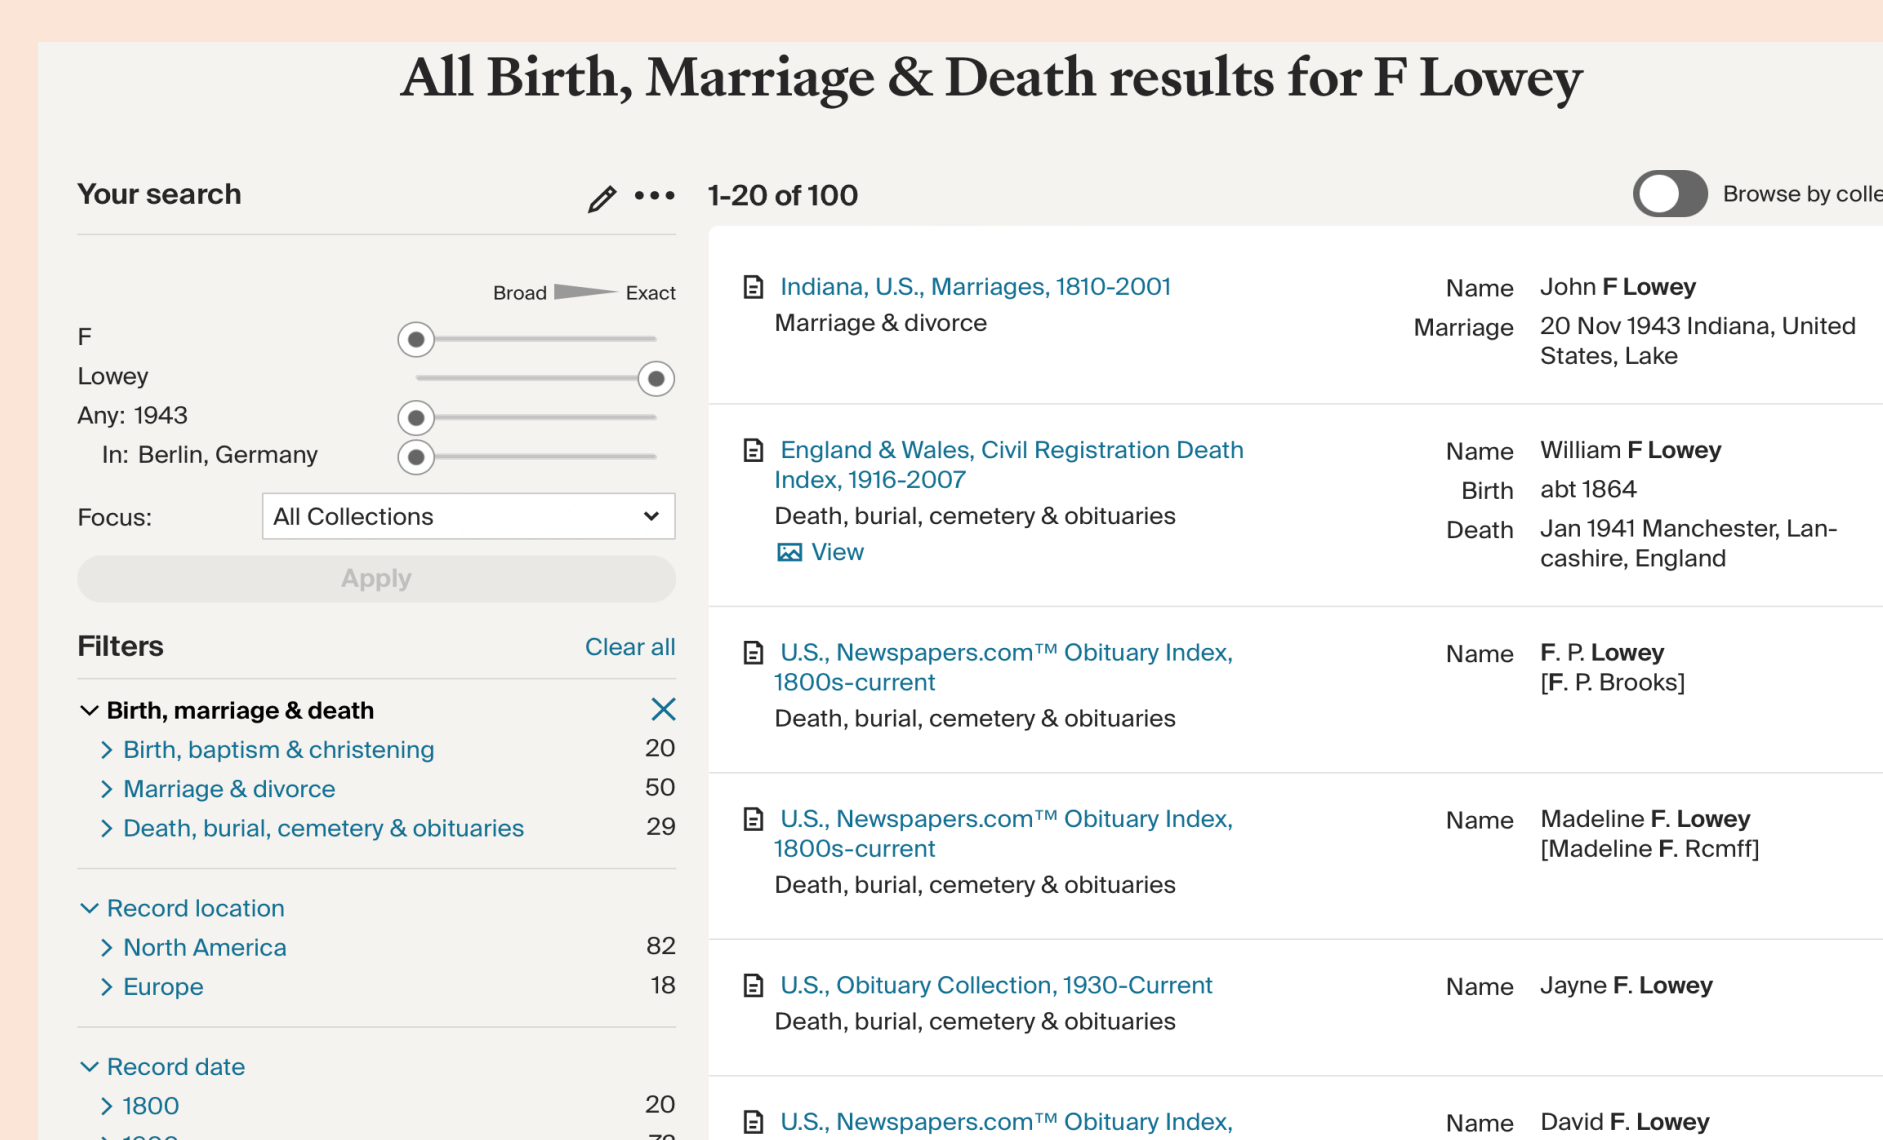 All Birth, Marriage & Death results for F Lowey
Your search
Broad Exact
F
Lowey
Any: 1943
In: Berlin, Germany
Focus: All Collections
Apply
Filters Clear all
Birth, marriage & death
Birth, baptism & christening 20
Marriage & divorce 50
Death, burial, cemetery & obituaries 29
Record location
North America 82
Europe 18
Record date
1800 20
1-20 of 100
Browse by colle
Indiana, U.S., Marriages, 1810-2001
Marriage & divorce
Name John F Lowey
Marriage 20 Nov 1943 Indiana, United
States, Lake
England & Wales, Civil Registration Death
Index, 1916-2007
Death, burial, cemetery & obituaries
View
Name William F Lowey
Birth abt 1864
Death Jan 1941 Manchester, Lan-
cashire, England
U.S., Newspapers.com™ Obituary Index,
1800s-current
Death, burial, cemetery & obituaries
Name F. P. Lowey
[F. P. Brooks]
U.S., Newspapers.com™ Obituary Index,
1800s-current
Death, burial, cemetery & obituaries
Name Madeline F. Lowey
[Madeline F. Rcmff]
U.S., Obituary Collection, 1930-Current
Death, burial, cemetery & obituaries
Name Jayne F. Lowey
U.S., Newspapers.com™ Obituary Index,
Name David F. Lowey